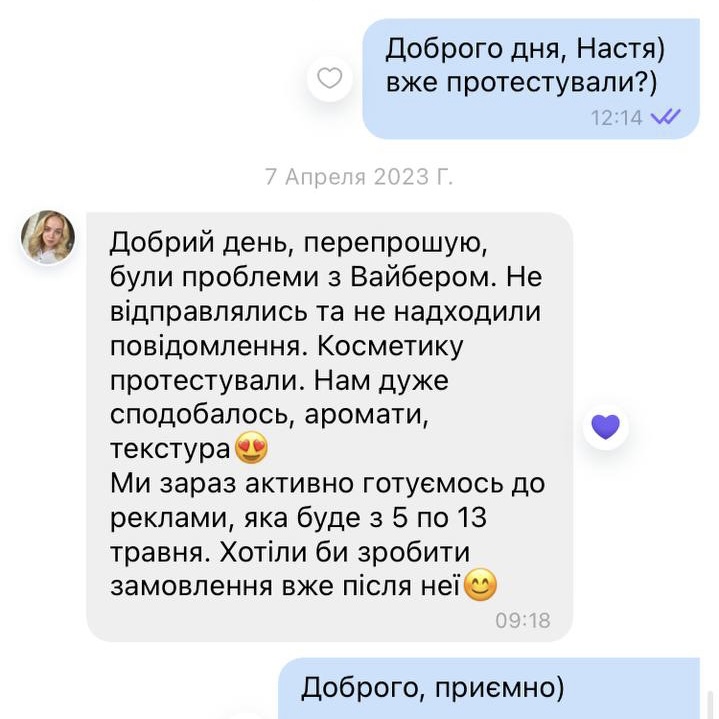 Доброго дня, Настя)
вже протестували?)
12:14
7 Апреля 2023 Г.
Добрий день, перепрошую,
були проблеми з Вайбером. Не
відправлялись та не надходили
повідомлення. Косметику
протестували. Нам дуже
сподобалось, аромати,
текстура😍
Ми зараз активно готуємось до
реклами, яка буде з 5 по 13
травня. Хотіли би зробити
замовлення вже після неї😊
09:18
Доброго, приємно)